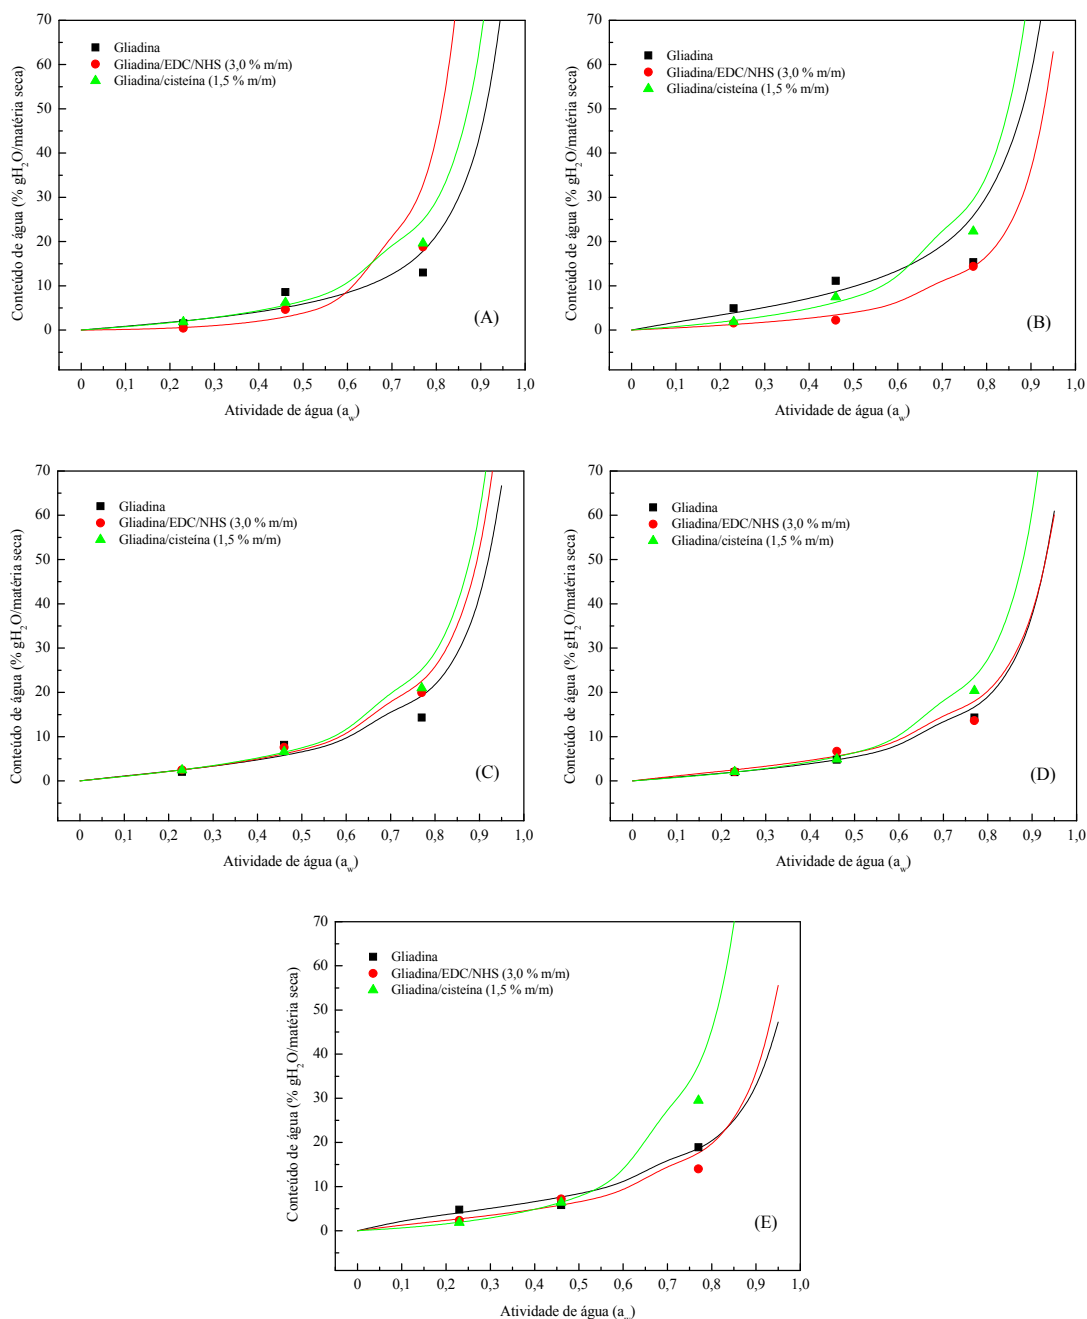 70
60
50
40
30
20
10
0
Conteúdo de água (% gH₂O/matéria seca)
Gliadina
Gliadina/EDC/NHS (3,0 % m/m)
Gliadina/cisteína (1,5 % m/m)
(A)
0 0,1 0,2 0,3 0,4 0,5 0,6 0,7 0,8 0,9 1,0
Atividade de água (a_w)
70
60
50
40
30
20
10
0
Conteúdo de água (% gH₂O/matéria seca)
Gliadina
Gliadina/EDC/NHS (3,0 % m/m)
Gliadina/cisteína (1,5 % m/m)
(B)
0 0,1 0,2 0,3 0,4 0,5 0,6 0,7 0,8 0,9 1,0
Atividade de água (a_w)
70
60
50
40
30
20
10
0
Conteúdo de água (% gH₂O/matéria seca)
Gliadina
Gliadina/EDC/NHS (3,0 % m/m)
Gliadina/cisteína (1,5 % m/m)
(C)
0 0,1 0,2 0,3 0,4 0,5 0,6 0,7 0,8 0,9 1,0
Atividade de água (a_w)
70
60
50
40
30
20
10
0
Conteúdo de água (% gH₂O/matéria seca)
Gliadina
Gliadina/EDC/NHS (3,0 % m/m)
Gliadina/cisteína (1,5 % m/m)
(D)
0 0,1 0,2 0,3 0,4 0,5 0,6 0,7 0,8 0,9 1,0
Atividade de água (a_w)
70
60
50
40
30
20
10
0
Conteúdo de água (% gH₂O/matéria seca)
Gliadina
Gliadina/EDC/NHS (3,0 % m/m)
Gliadina/cisteína (1,5 % m/m)
(E)
0 0,1 0,2 0,3 0,4 0,5 0,6 0,7 0,8 0,9 1,0
Atividade de água (a_w)